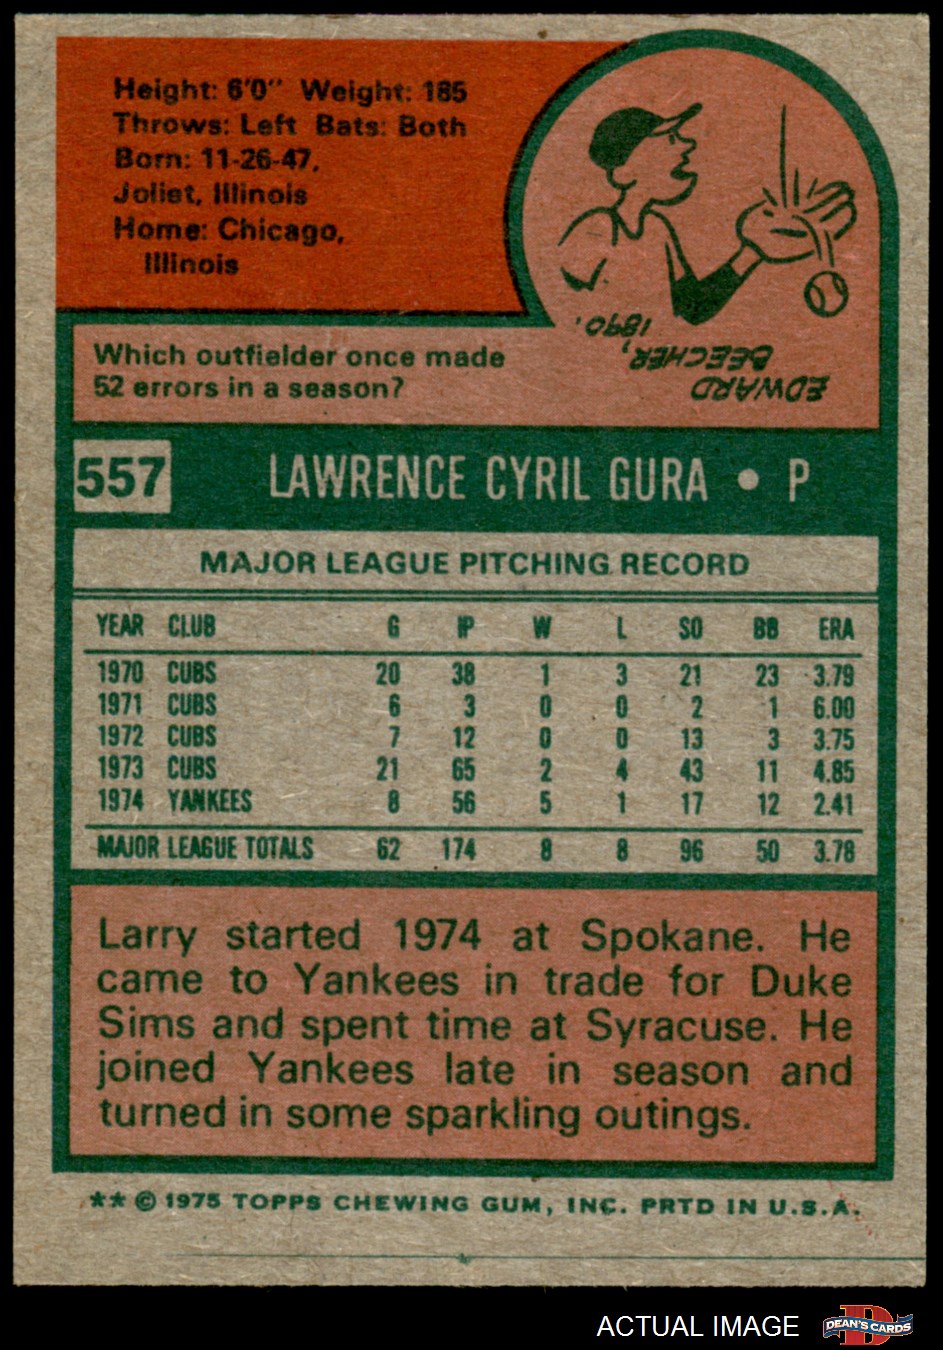 Height: 6'0" Weight: 185
Throws: Left Bats: Both
Born: 11-26-47,
Joliet, Illinois
Home: Chicago,
Illinois
Which outfielder once made
52 errors in a season?
EDWARD
BEECHER,
1890.
557 LAWRENCE CYRIL GURA • P
MAJOR LEAGUE PITCHING RECORD
YEAR CLUB G IP W L SO BB ERA
1970 CUBS 20 38 1 3 21 23 3.79
1971 CUBS 6 3 0 0 2 1 6.00
1972 CUBS 7 12 0 0 13 3 3.75
1973 CUBS 21 65 2 4 43 11 4.85
1974 YANKEES 8 56 5 1 17 12 2.41
MAJOR LEAGUE TOTALS 62 174 8 8 96 50 3.78
Larry started 1974 at Spokane. He
came to Yankees in trade for Duke
Sims and spent time at Syracuse. He
joined Yankees late in season and
turned in some sparkling outings.
** © 1975 TOPPS CHEWING GUM, INC. PRTD IN U.S.A.
ACTUAL IMAGE
DEAN'S CARDS